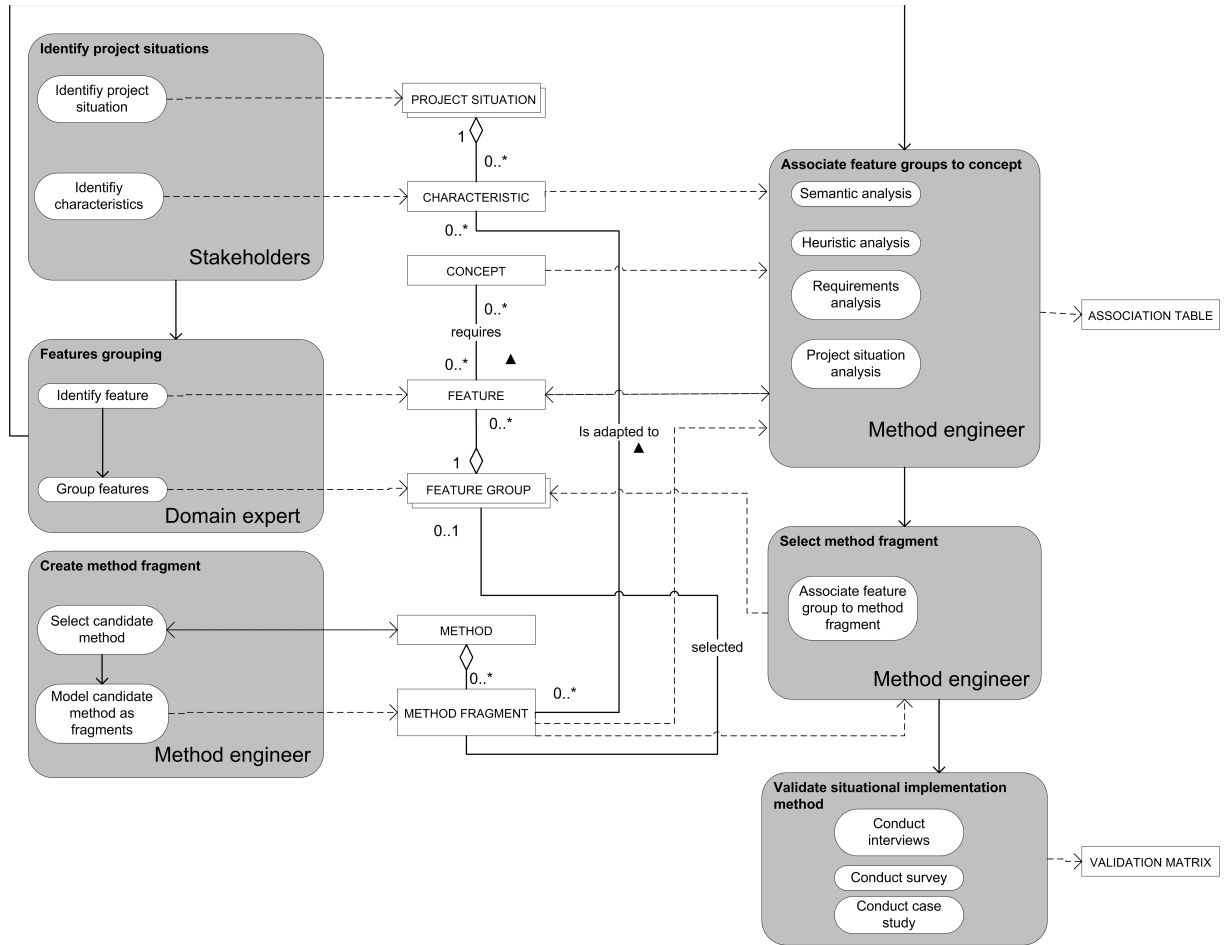 Identify project situations
Identifiy project
situation
Identifiy
characteristics
Stakeholders
Features grouping
Identify feature
Group features
Domain expert
Create method fragment
Select candidate
method
Model candidate
method as
fragments
Method engineer
PROJECT SITUATION
1
0..*
CHARACTERISTIC
0..*
CONCEPT
0..*
requires
0..*
FEATURE
0..*
Is adapted to
1
FEATURE GROUP
0..1
METHOD
0..*
METHOD FRAGMENT
0..*
selected
Associate feature groups to concept
Semantic analysis
Heuristic analysis
Requirements
analysis
Project situation
analysis
Method engineer
ASSOCIATION TABLE
Select method fragment
Associate feature
group to method
fragment
Method engineer
Validate situational implementation
method
Conduct
interviews
Conduct survey
Conduct case
study
VALIDATION MATRIX